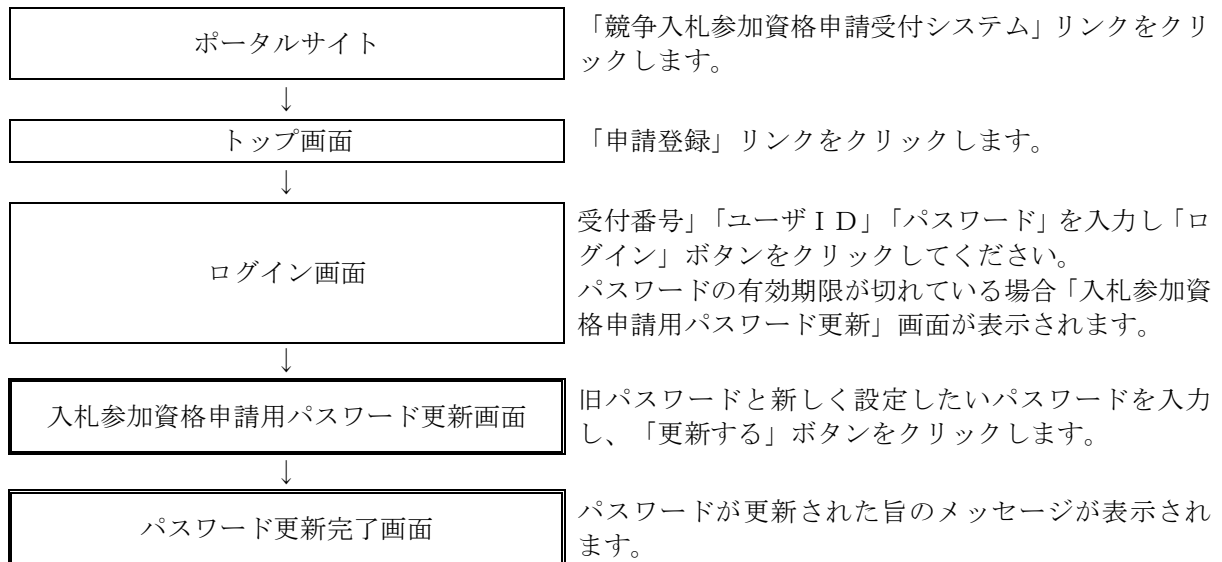 ポータルサイト
「競争入札参加資格申請受付システム」リンクをクリ
ックします。
↓
トップ画面
「申請登録」リンクをクリックします。
↓
ログイン画面
受付番号」「ユーザＩＤ」「パスワード」を入力し「ロ
グイン」ボタンをクリックしてください。
パスワードの有効期限が切れている場合「入札参加資
格申請用パスワード更新」画面が表示されます。
↓
入札参加資格申請用パスワード更新画面
旧パスワードと新しく設定したいパスワードを入力
し、「更新する」ボタンをクリックします。
↓
パスワード更新完了画面
パスワードが更新された旨のメッセージが表示され
ます。